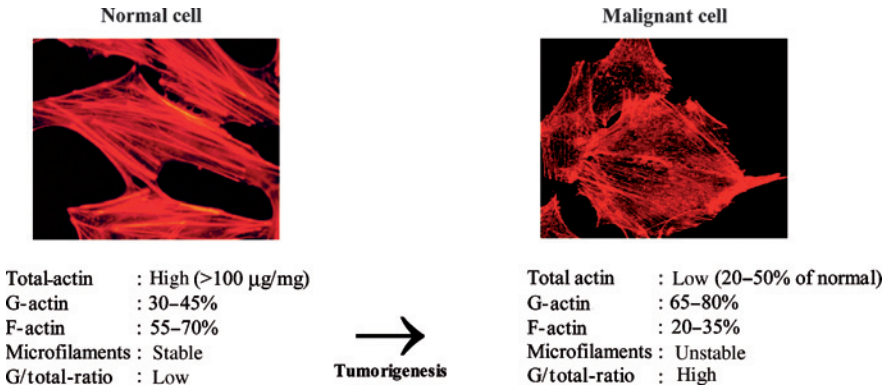 Normal cell
Malignant cell
Total-actin : High (>100 µg/mg)
G-actin : 30–45%
F-actin : 55–70%
Microfilaments : Stable
G/total-ratio : Low
Tumorigenesis
Total actin : Low (20–50% of normal)
G-actin : 65–80%
F-actin : 20–35%
Microfilaments : Unstable
G/total-ratio : High